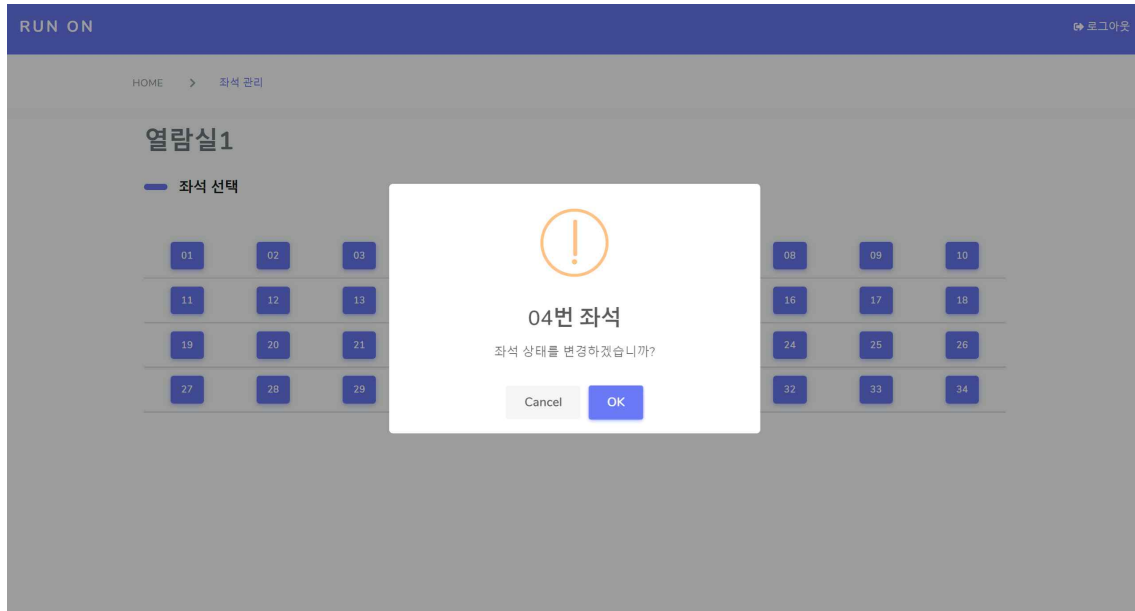 RUN ON
로그아웃
HOME > 좌석 관리
열람실1
좌석 선택
01 02 03 08 09 10
11 12 13 16 17 18
19 20 21 24 25 26
27 28 29 32 33 34
04번 좌석
좌석 상태를 변경하겠습니까?
Cancel OK